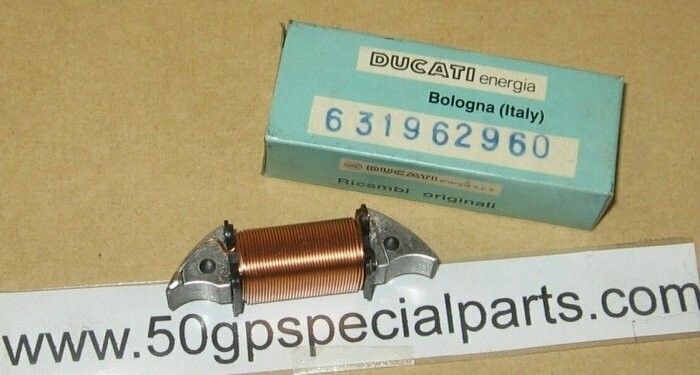 DUCATI energia
Bologna (Italy)
631962960
DUCATI energia s.p.a.
Ricambi originali
www.50gpspecialparts.com